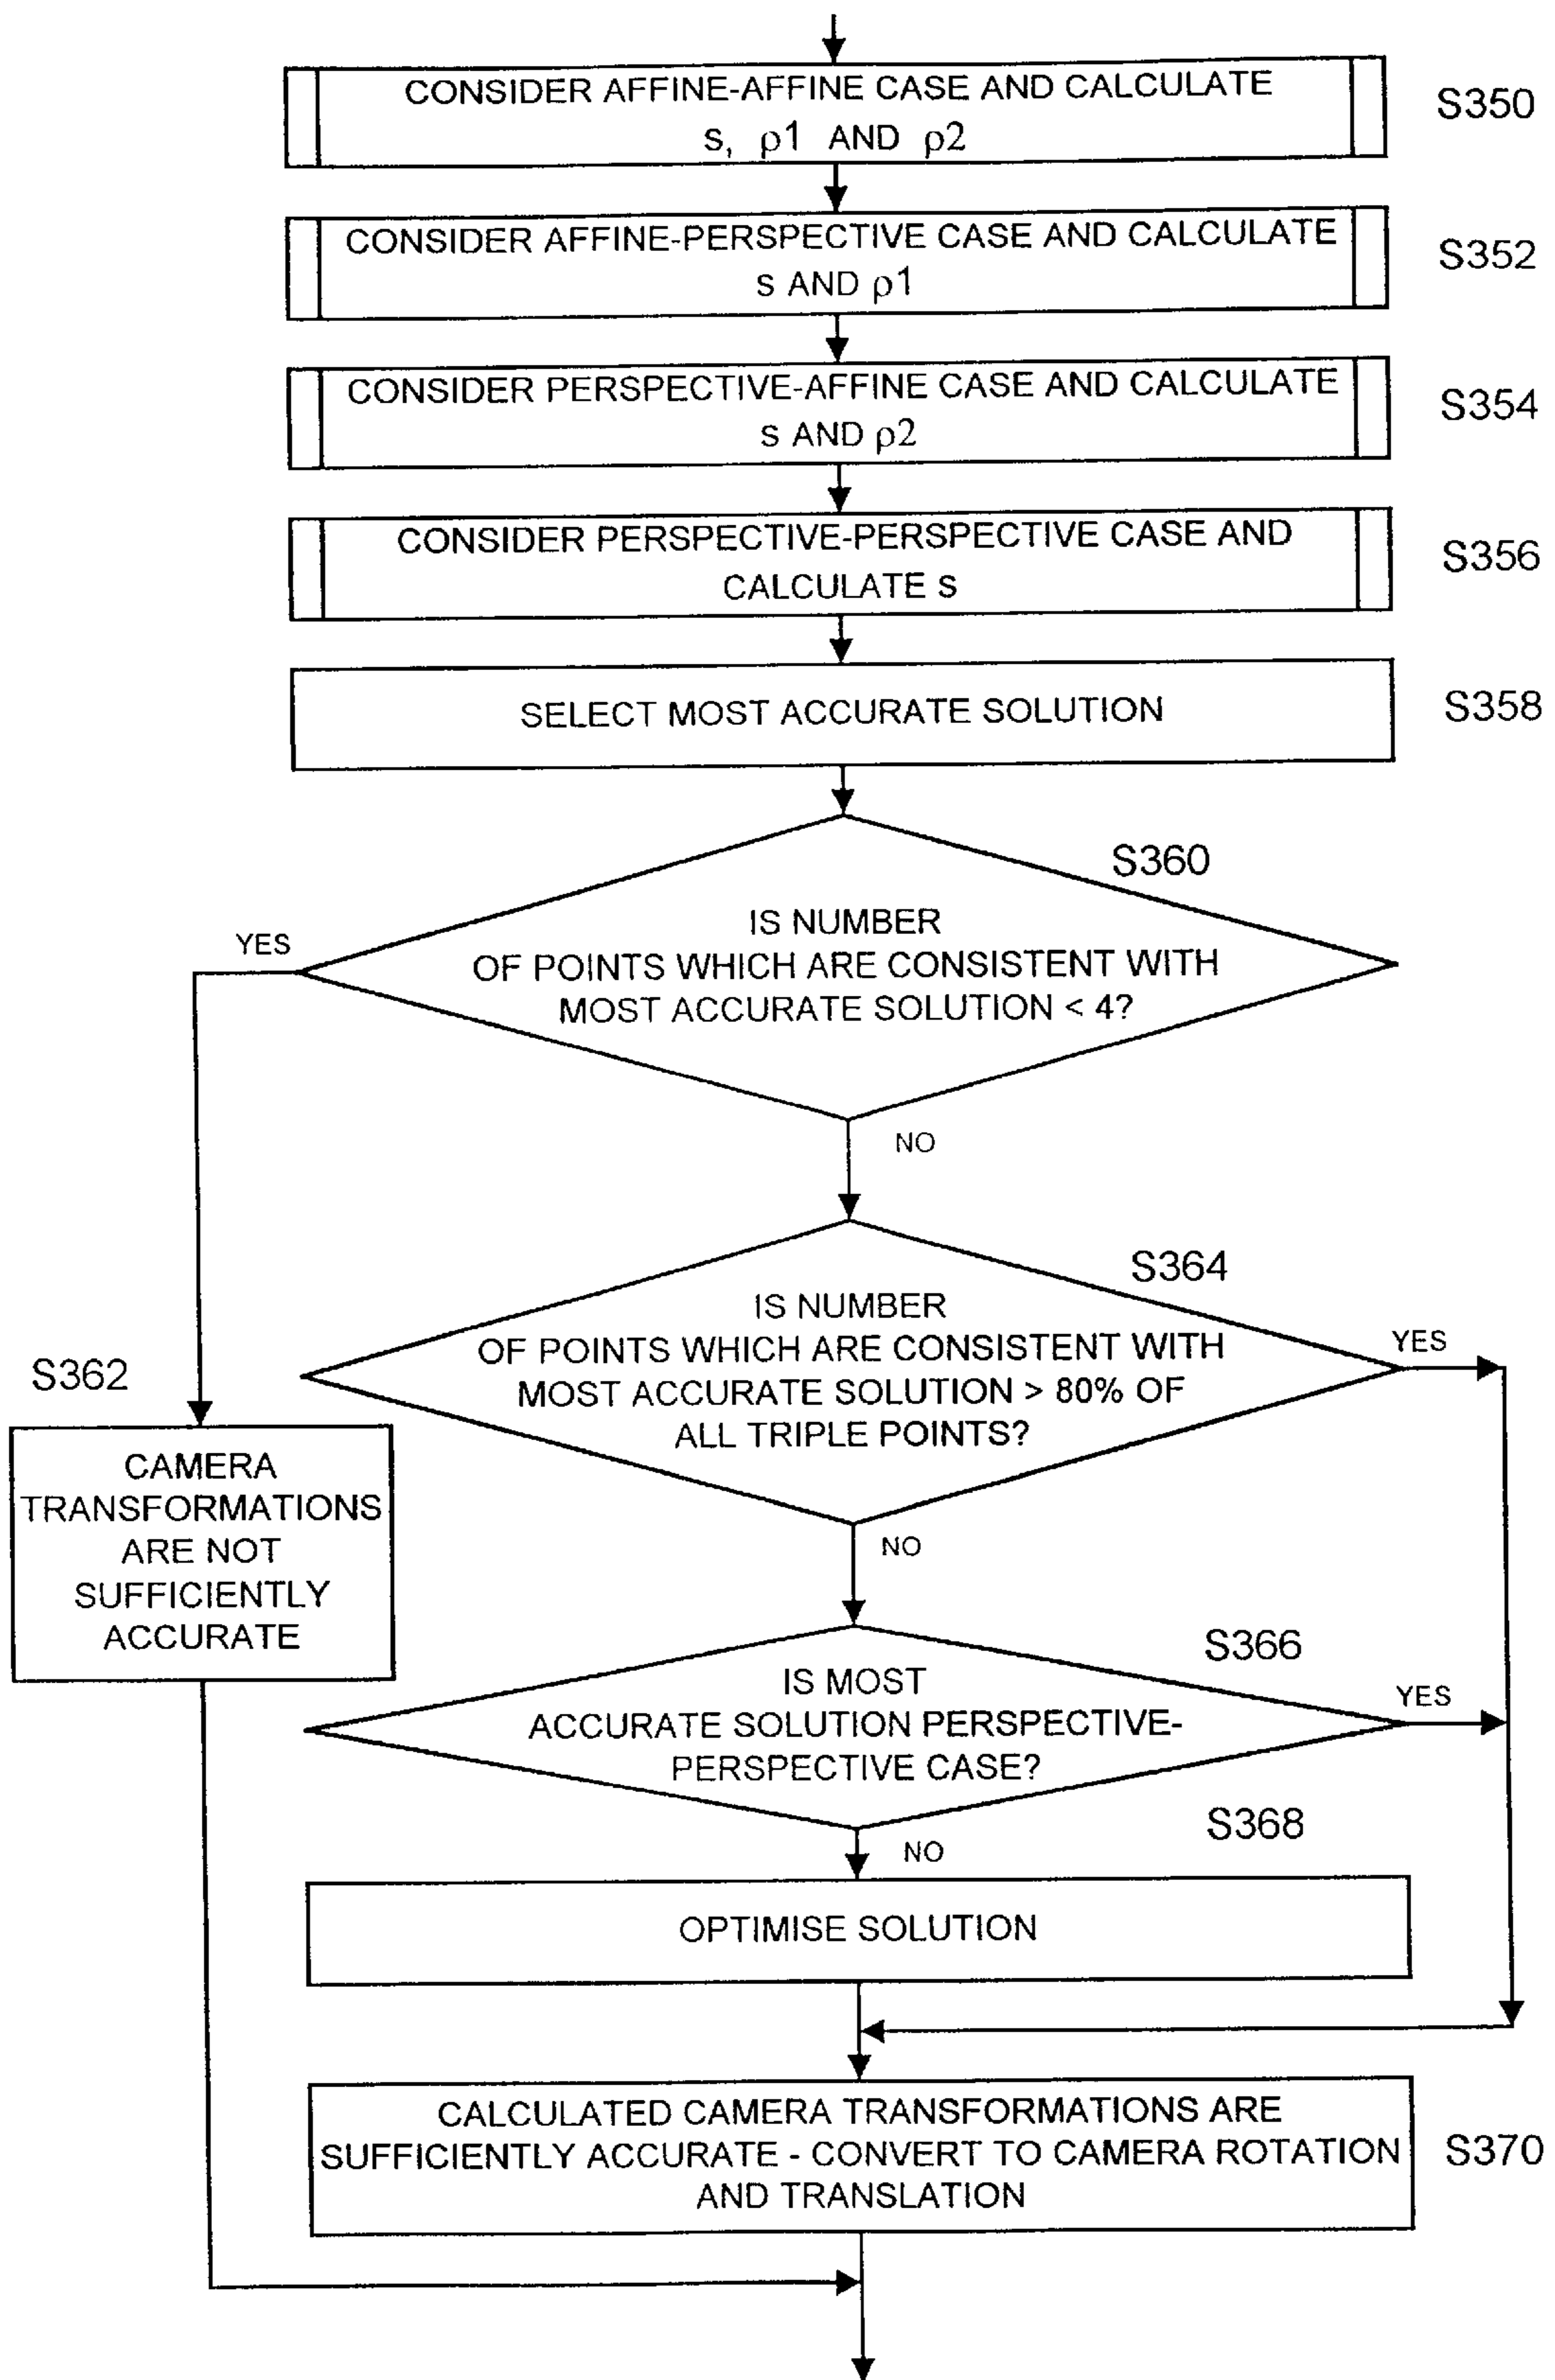 CONSIDER AFFINE-AFFINE CASE AND CALCULATE
s, ρ1 AND ρ2
S350
CONSIDER AFFINE-PERSPECTIVE CASE AND CALCULATE
s AND ρ1
S352
CONSIDER PERSPECTIVE-AFFINE CASE AND CALCULATE
s AND ρ2
S354
CONSIDER PERSPECTIVE-PERSPECTIVE CASE AND
CALCULATE s
S356
SELECT MOST ACCURATE SOLUTION
S358
S360
IS NUMBER
OF POINTS WHICH ARE CONSISTENT WITH
MOST ACCURATE SOLUTION < 4?
YES
NO
S364
IS NUMBER
OF POINTS WHICH ARE CONSISTENT WITH
MOST ACCURATE SOLUTION > 80% OF
ALL TRIPLE POINTS?
YES
NO
S362
CAMERA
TRANSFORMATIONS
ARE NOT
SUFFICIENTLY
ACCURATE
S366
IS MOST
ACCURATE SOLUTION PERSPECTIVE-
PERSPECTIVE CASE?
YES
NO
S368
OPTIMISE SOLUTION
CALCULATED CAMERA TRANSFORMATIONS ARE
SUFFICIENTLY ACCURATE - CONVERT TO CAMERA ROTATION
AND TRANSLATION
S370